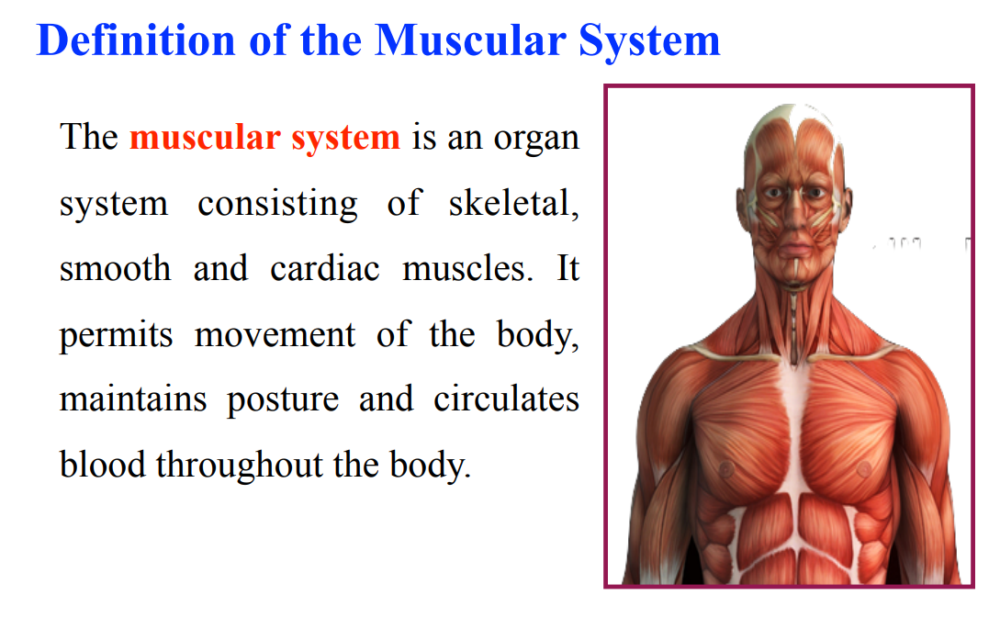 Definition of the Muscular System
The muscular system is an organ
system consisting of skeletal,
smooth and cardiac muscles. It
permits movement of the body,
maintains posture and circulates
blood throughout the body.